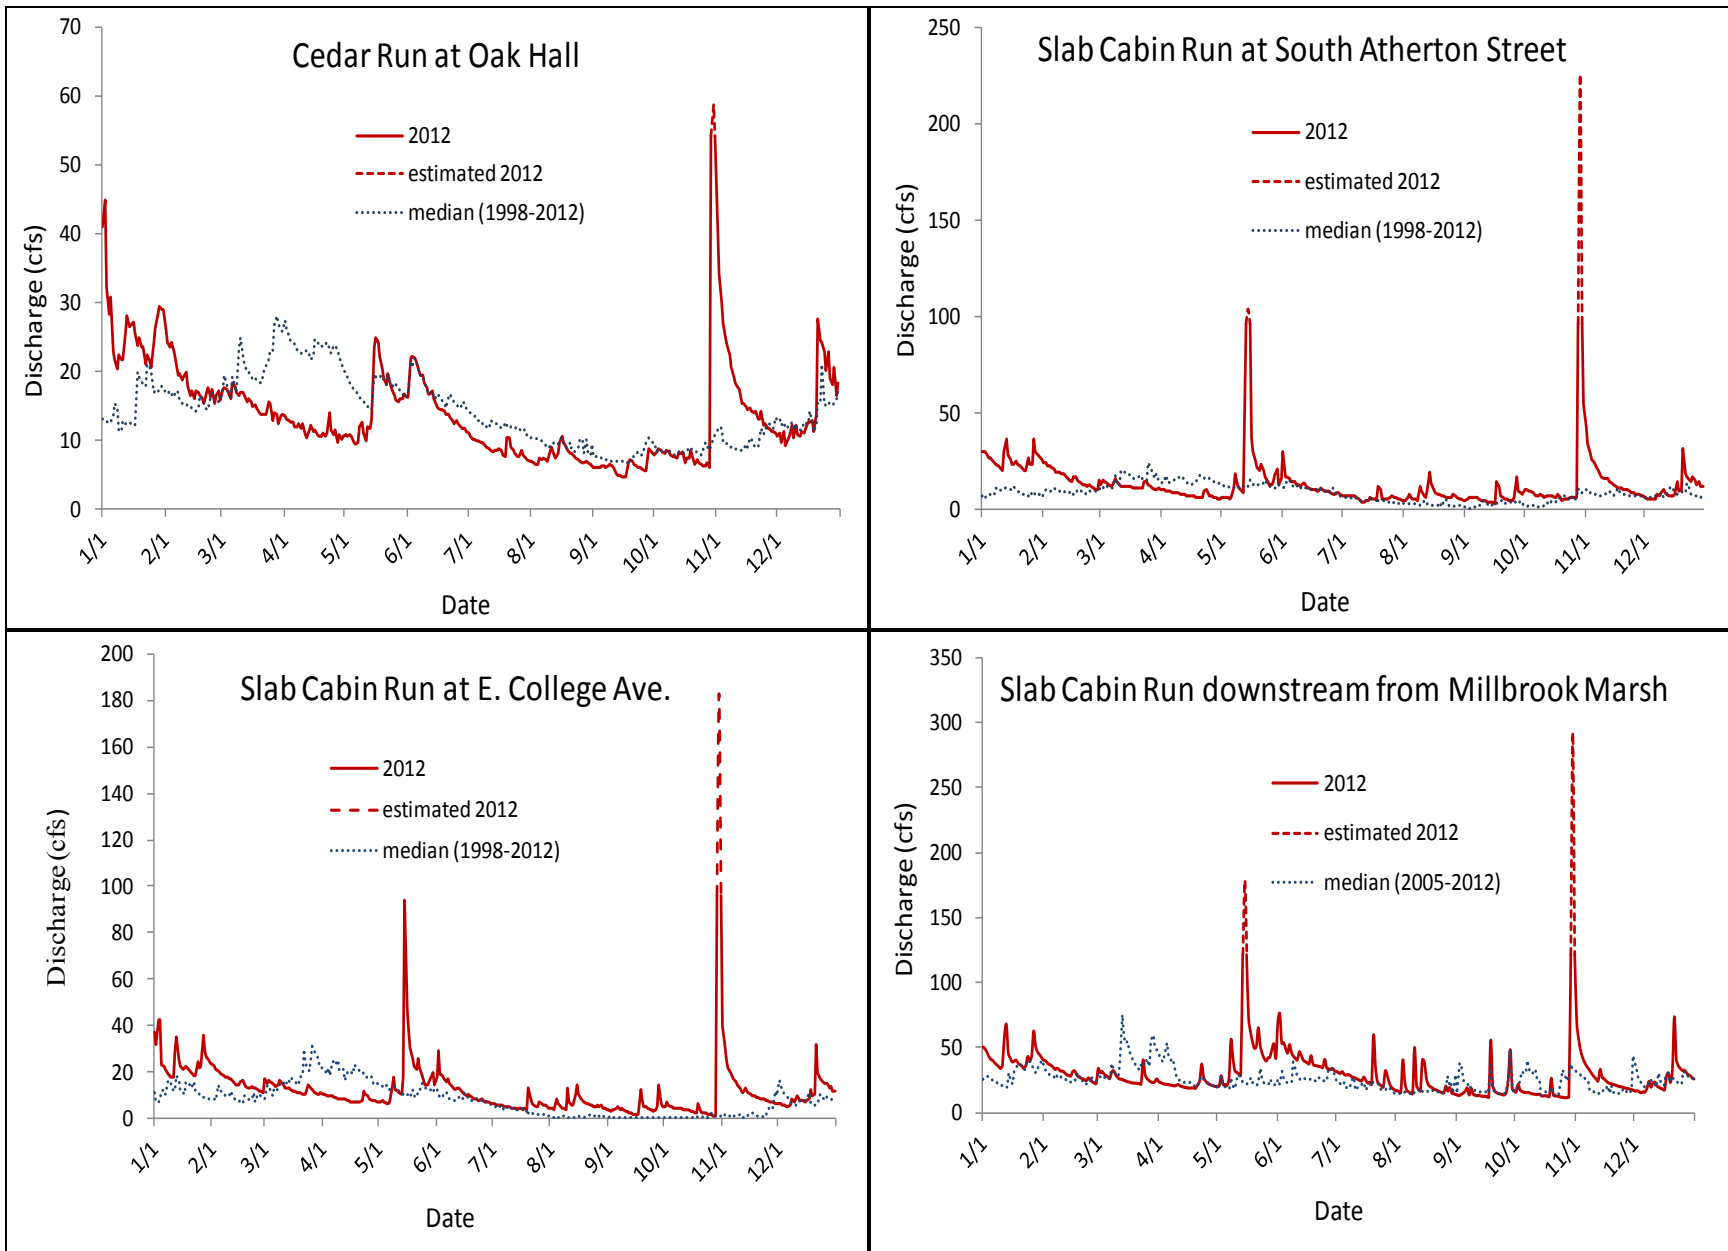 Cedar Run at Oak Hall
2012
estimated 2012
median (1998-2012)
Discharge (cfs)
70
60
50
40
30
20
10
0
1/1 2/1 3/1 4/1 5/1 6/1 7/1 8/1 9/1 10/1 11/1 12/1
Date
Slab Cabin Run at South Atherton Street
2012
estimated 2012
median (1998-2012)
Discharge (cfs)
250
200
150
100
50
0
1/1 2/1 3/1 4/1 5/1 6/1 7/1 8/1 9/1 10/1 11/1 12/1
Date
Slab Cabin Run at E. College Ave.
2012
estimated 2012
median (1998-2012)
Discharge (cfs)
200
180
160
140
120
100
80
60
40
20
0
1/1 2/1 3/1 4/1 5/1 6/1 7/1 8/1 9/1 10/1 11/1 12/1
Date
Slab Cabin Run downstream from Millbrook Marsh
2012
estimated 2012
median (2005-2012)
Discharge (cfs)
350
300
250
200
150
100
50
0
1/1 2/1 3/1 4/1 5/1 6/1 7/1 8/1 9/1 10/1 11/1 12/1
Date